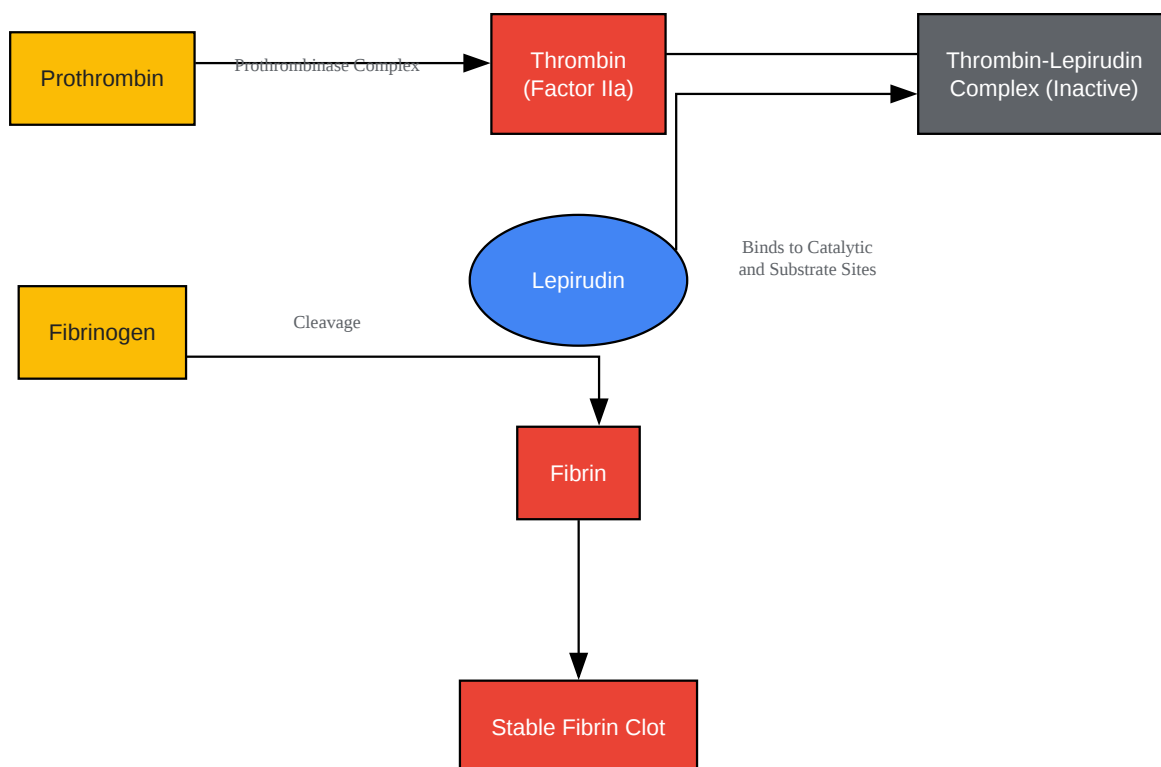 Prothrombin
Prothrombinase Complex
Thrombin
(Factor IIa)
Thrombin-Lepirudin
Complex (Inactive)
Lepirudin
Binds to Catalytic
and Substrate Sites
Fibrinogen
Cleavage
Fibrin
Stable Fibrin Clot